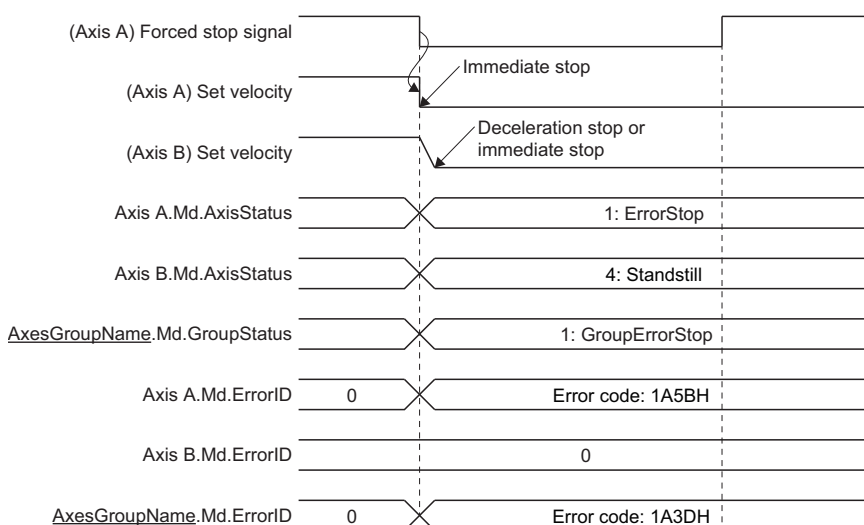 (Axis A) Forced stop signal
Immediate stop
(Axis A) Set velocity
Deceleration stop or
immediate stop
(Axis B) Set velocity
Axis A.Md.AxisStatus
1: ErrorStop
Axis B.Md.AxisStatus
4: Standstill
AxesGroupName.Md.GroupStatus
1: GroupErrorStop
Axis A.Md.ErrorID
0
Error code: 1A5BH
Axis B.Md.ErrorID
0
AxesGroupName.Md.ErrorID
0
Error code: 1A3DH